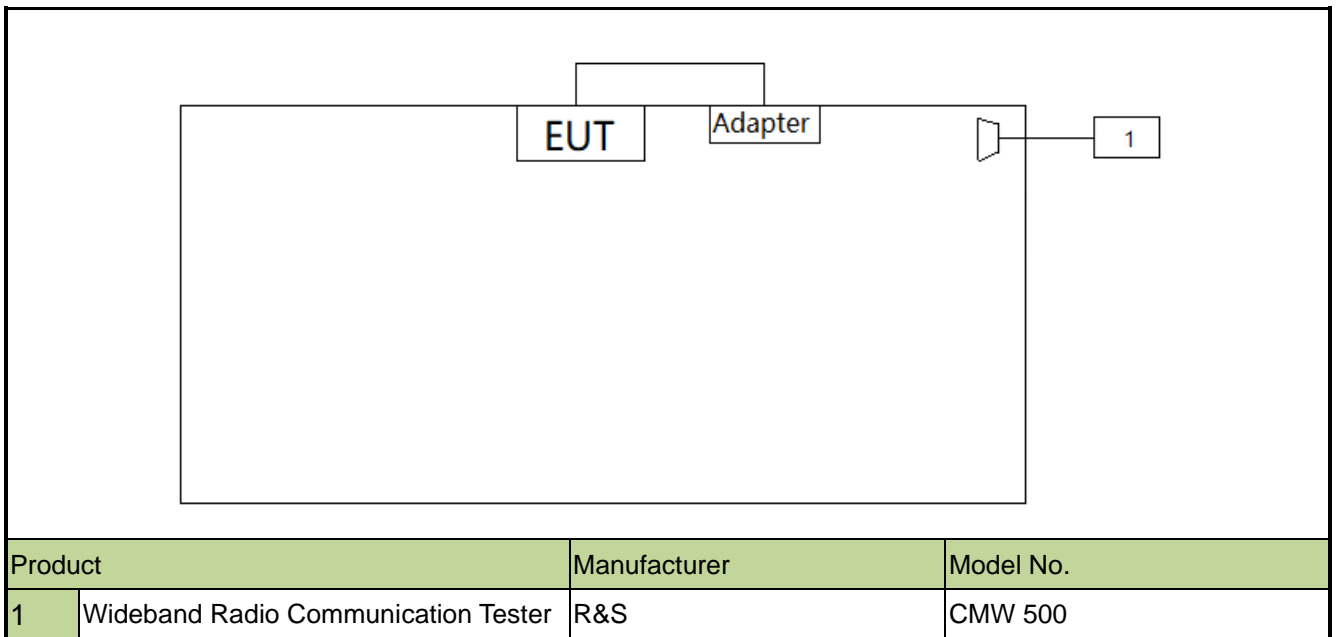 EUT
Adapter
1
Product Manufacturer Model No.
1 Wideband Radio Communication Tester R&S CMW 500